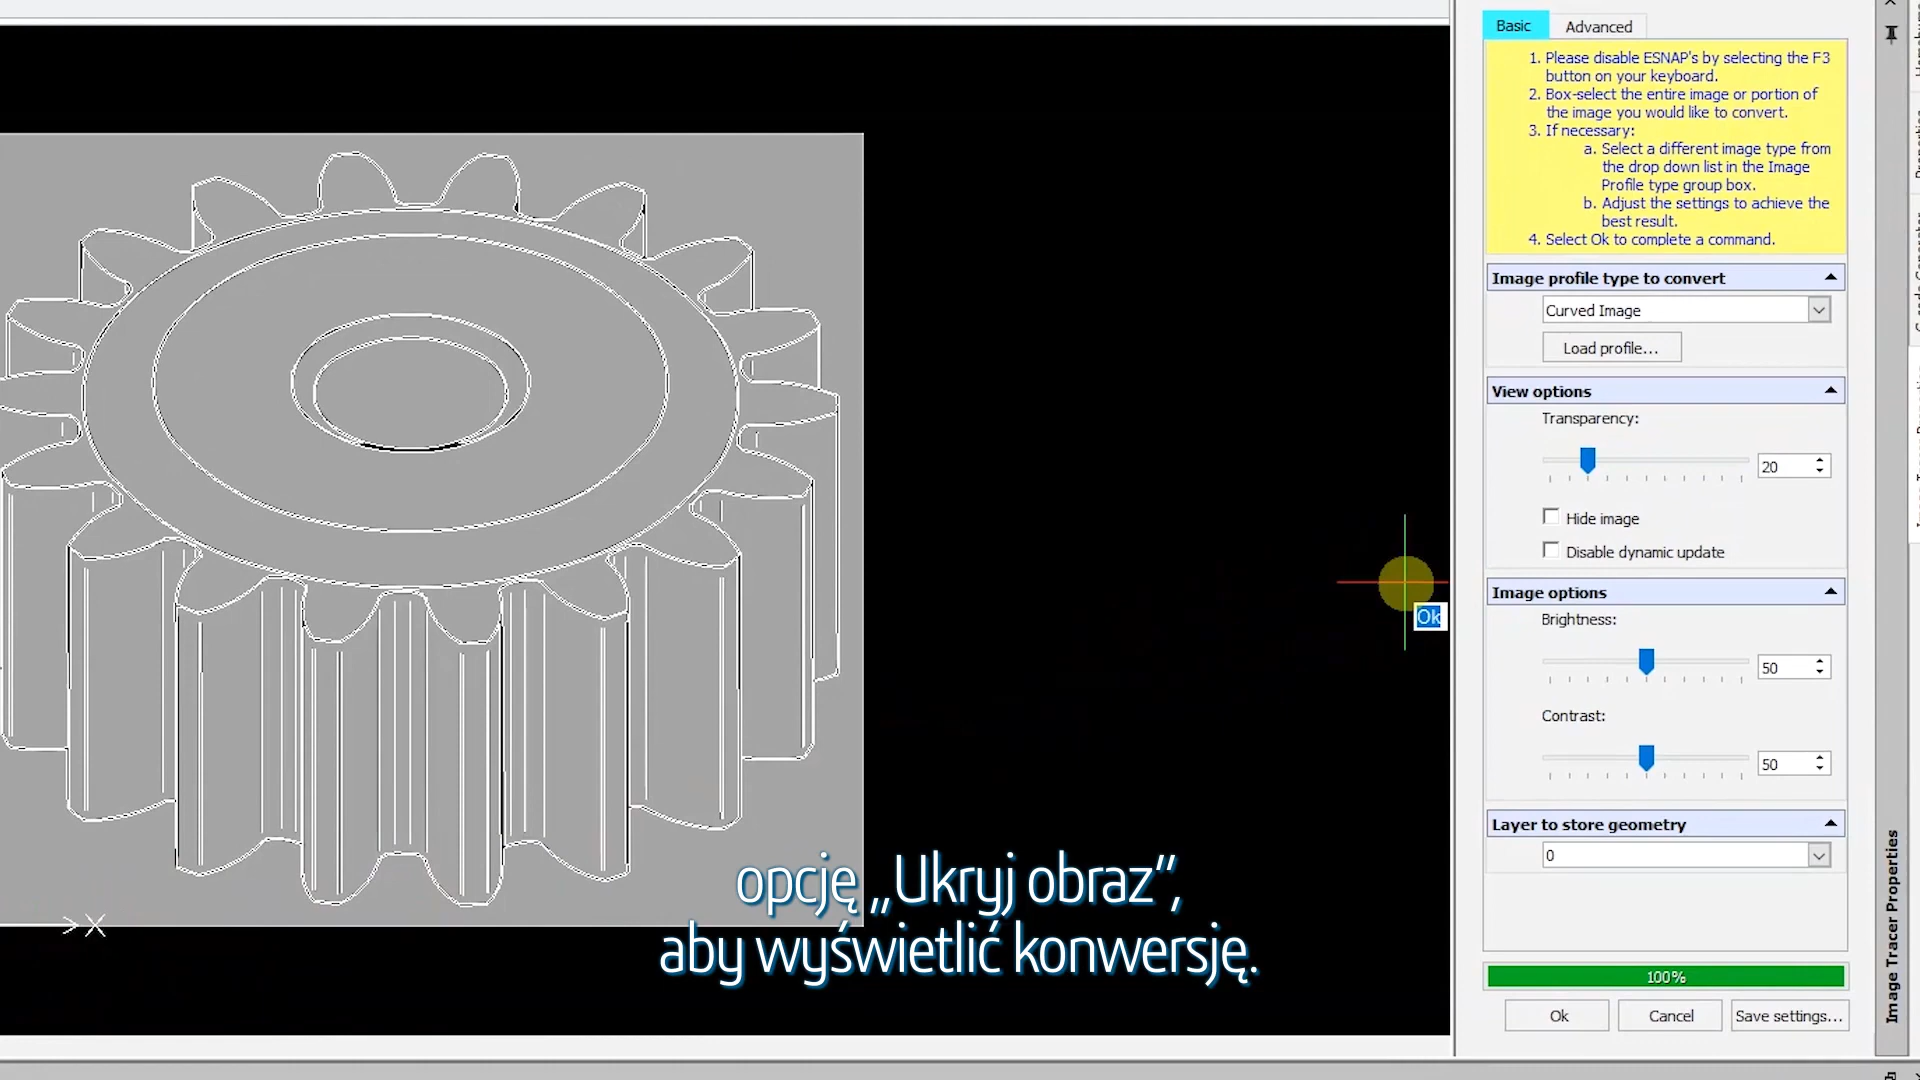 Basic
Advanced
1. Please disable ESNAP's by selecting the F3
button on your keyboard.
2. Box-select the entire image or portion of
the image you would like to convert.
3. If necessary:
a. Select a different image type from
the drop down list in the Image
Profile type group box.
b. Adjust the settings to achieve the
best result.
4. Select Ok to complete a command.
Image profile type to convert
Curved Image
Load profile...
View options
Transparency:
20
Hide image
Disable dynamic update
Image options
Brightness:
50
Contrast:
50
Layer to store geometry
0
100%
Ok
Cancel
Save settings...
Image Tracer Properties
Ok
X
opcję „Ukryj obraz“,
aby wyświetlić konwersję.